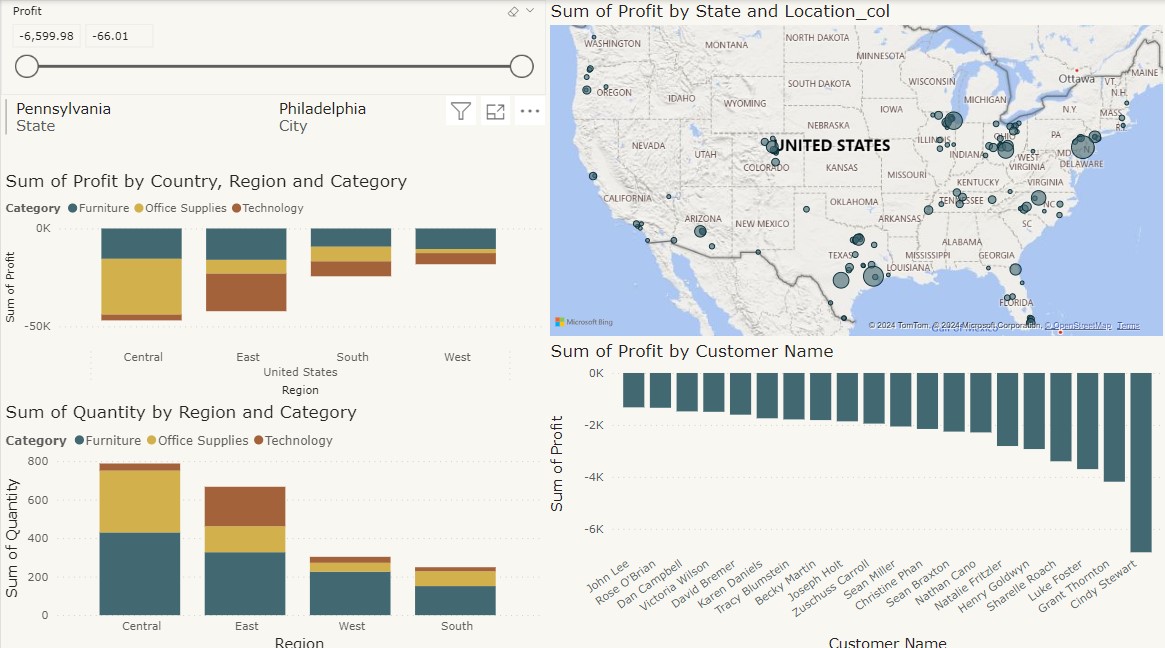 Profit
-6,599.98
-66.01
Pennsylvania
State
Philadelphia
City
Sum of Profit by Country, Region and Category
Category Furniture Office Supplies Technology
0K
-50K
Sum of Profit
Central
East
South
West
United States
Region
Sum of Quantity by Region and Category
Category Furniture Office Supplies Technology
800
600
400
200
0
Sum of Quantity
Central
East
West
South
Region
Sum of Profit by State and Location_col
WASHINGTON
MONTANA
NORTH DAKOTA
MINNESOTA
Ottawa
MAINE
VT.
N.H.
OREGON
IDAHO
SOUTH DAKOTA
WISCONSIN
MICHIGAN
WYOMING
IOWA
N.Y.
MASS.
NEBRASKA
NEVADA
UTAH
UNITED STATES
ILLINOIS
INDIANA
OHIO
PA
MD
DELAWARE
COLORADO
KANSAS
MISSOURI
WEST
VIRGINIA
VIRGINIA
KENTUCKY
CALIFORNIA
OKLAHOMA
TENNESSEE
NC
ARIZONA
NEW MEXICO
ARKANSAS
SC
ALABAMA
TEXAS
MISSISSIPPI
GEORGIA
LOUISIANA
FLORIDA
Gulf of Mexico
Microsoft Bing
© 2024 TomTom, © 2024 Microsoft Corporation, © OpenStreetMap Terms
Sum of Profit by Customer Name
0K
-2K
-4K
-6K
Sum of Profit
John Lee
Rose O'Brian
Dan Campbell
Victoria Wilson
David Bremer
Karen Daniels
Tracy Blumstein
Becky Martin
Joseph Holt
Zuschuss Carroll
Sean Miller
Christine Phan
Sean Braxton
Nathan Cano
Natalie Fritzler
Henry Goldwyn
Sharelle Roach
Luke Foster
Grant Thornton
Cindy Stewart
Customer Name